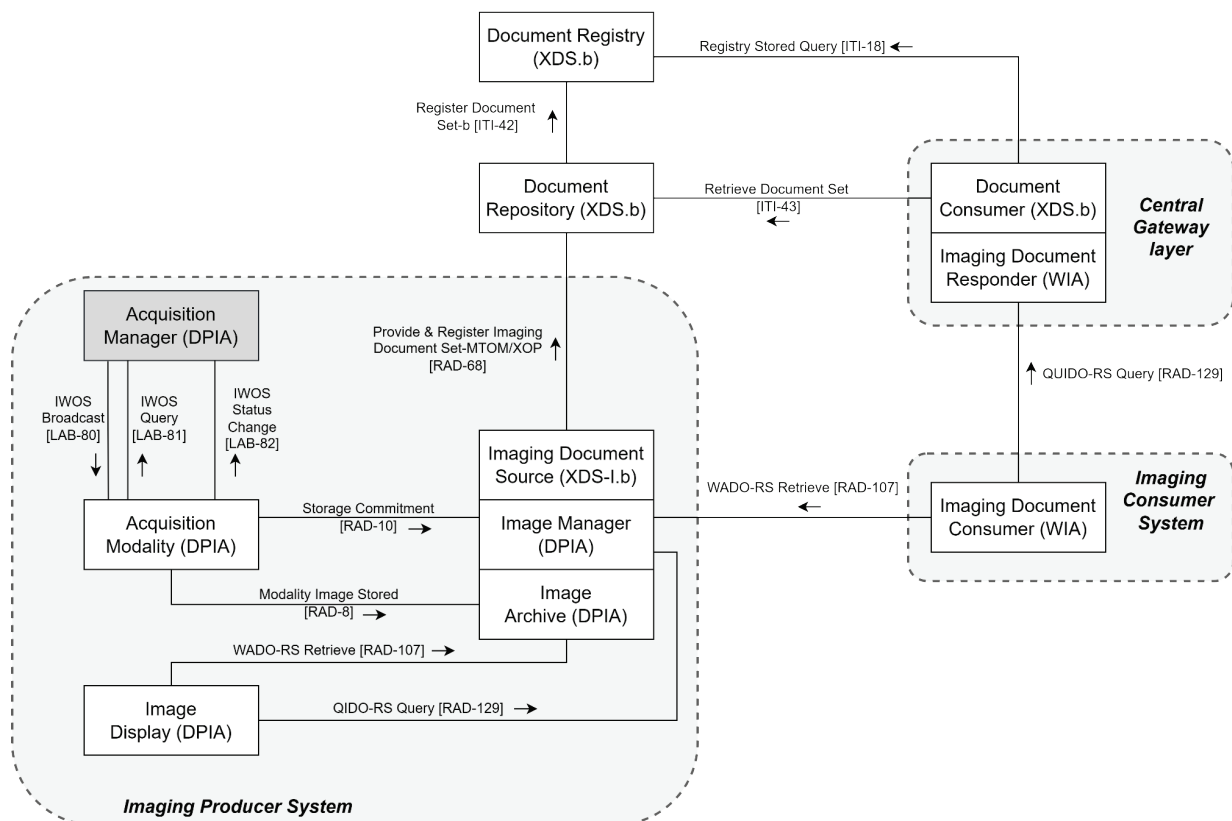 Document Registry
(XDS.b)
Registry Stored Query [ITI-18]
Register Document
Set-b [ITI-42]
Document
Repository (XDS.b)
Retrieve Document Set
[ITI-43]
Document
Consumer (XDS.b)
Imaging Document
Responder (WIA)
Central
Gateway
layer
Acquisition
Manager (DPIA)
Provide & Register Imaging
Document Set-MTOM/XOP
[RAD-68]
QUIDO-RS Query [RAD-129]
IWOS
Broadcast
[LAB-80]
IWOS
Query
[LAB-81]
IWOS
Status
Change
[LAB-82]
Imaging Document
Source (XDS-I.b)
Image Manager
(DPIA)
Image
Archive (DPIA)
WADO-RS Retrieve [RAD-107]
Imaging Document
Consumer (WIA)
Imaging
Consumer
System
Acquisition
Modality (DPIA)
Storage Commitment
[RAD-10]
Modality Image Stored
[RAD-8]
WADO-RS Retrieve [RAD-107]
Image
Display (DPIA)
QIDO-RS Query [RAD-129]
Imaging Producer System